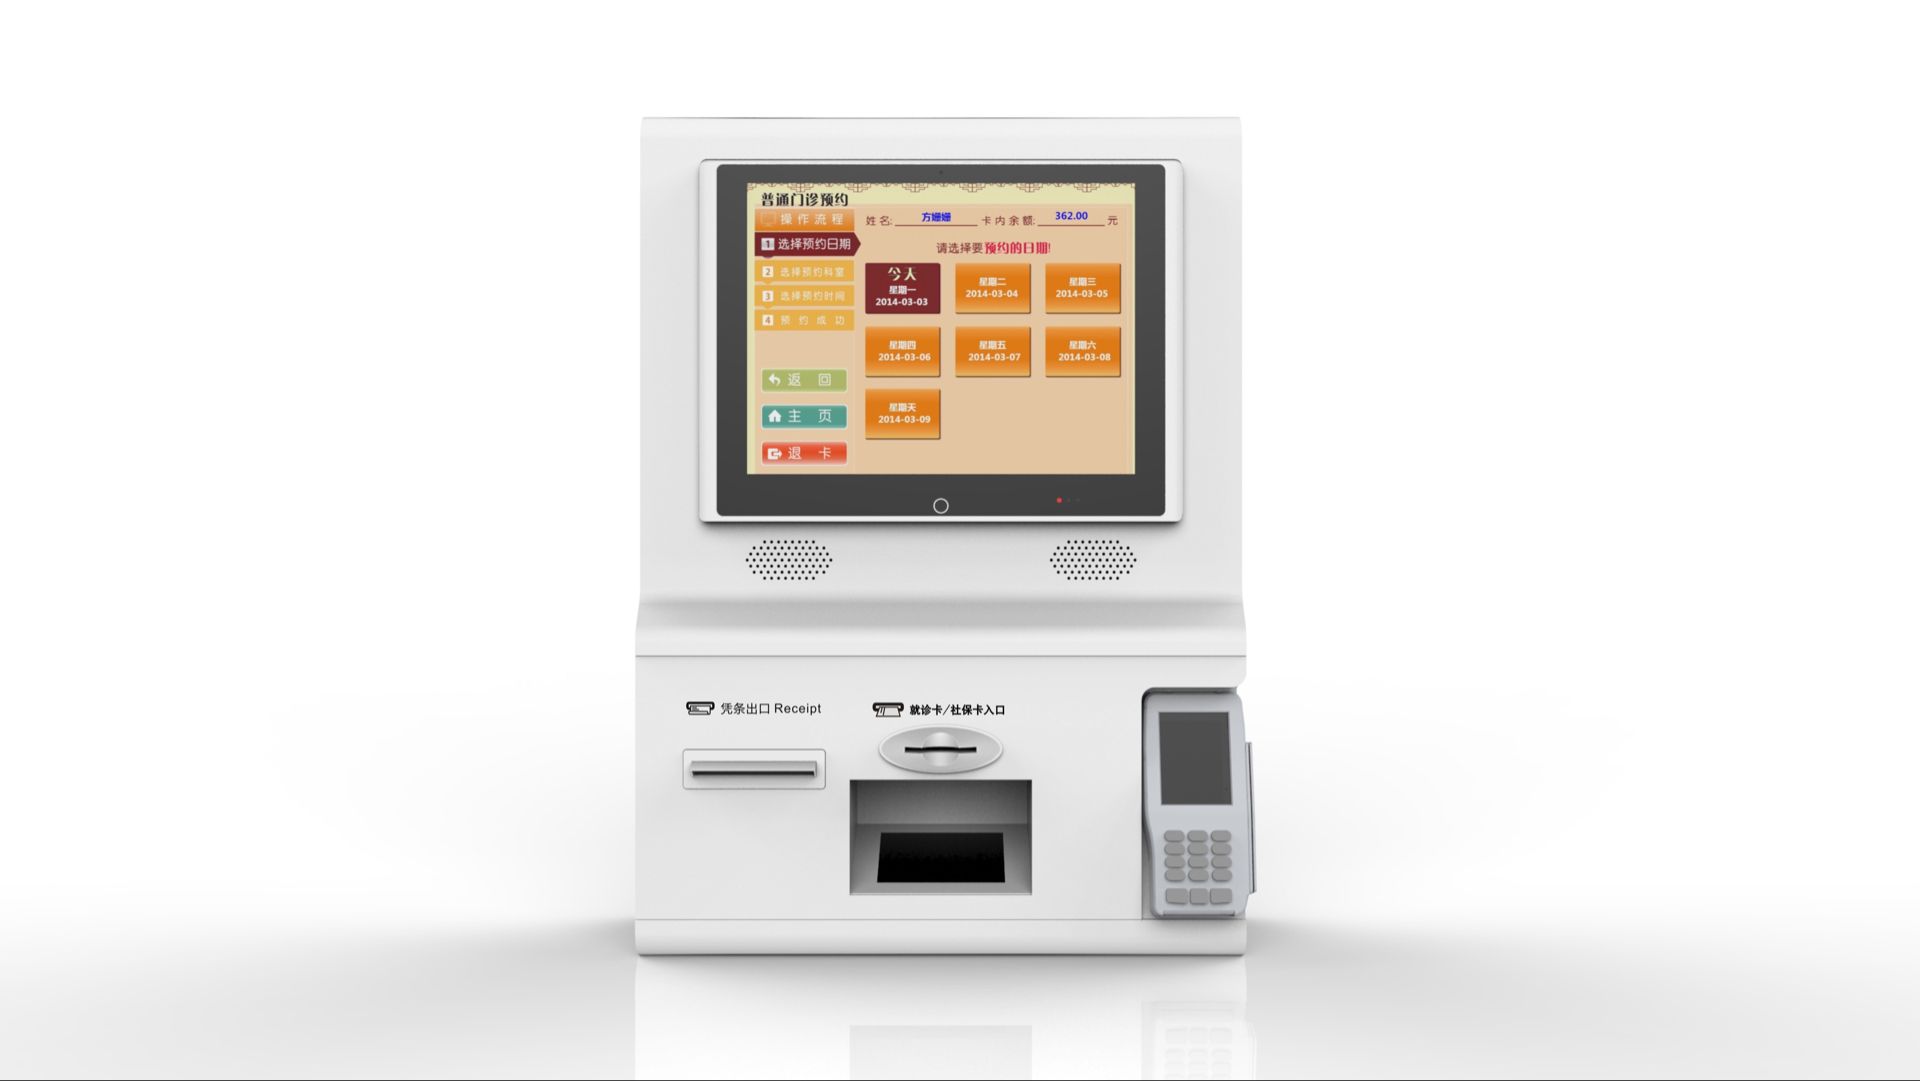 普通门诊预约
操作流程
姓名: 方姗姗 卡内余额: 362.00 元
1 选择预约日期
请选择要预约的日期!
2 选择预约科室
3 选择预约时间
4 预约成功
今天
星期一
2014-03-03
星期二
2014-03-04
星期三
2014-03-05
星期四
2014-03-06
星期五
2014-03-07
星期六
2014-03-08
星期天
2014-03-09
返回
主页
退卡
凭条出口 Receipt
就诊卡/社保卡入口